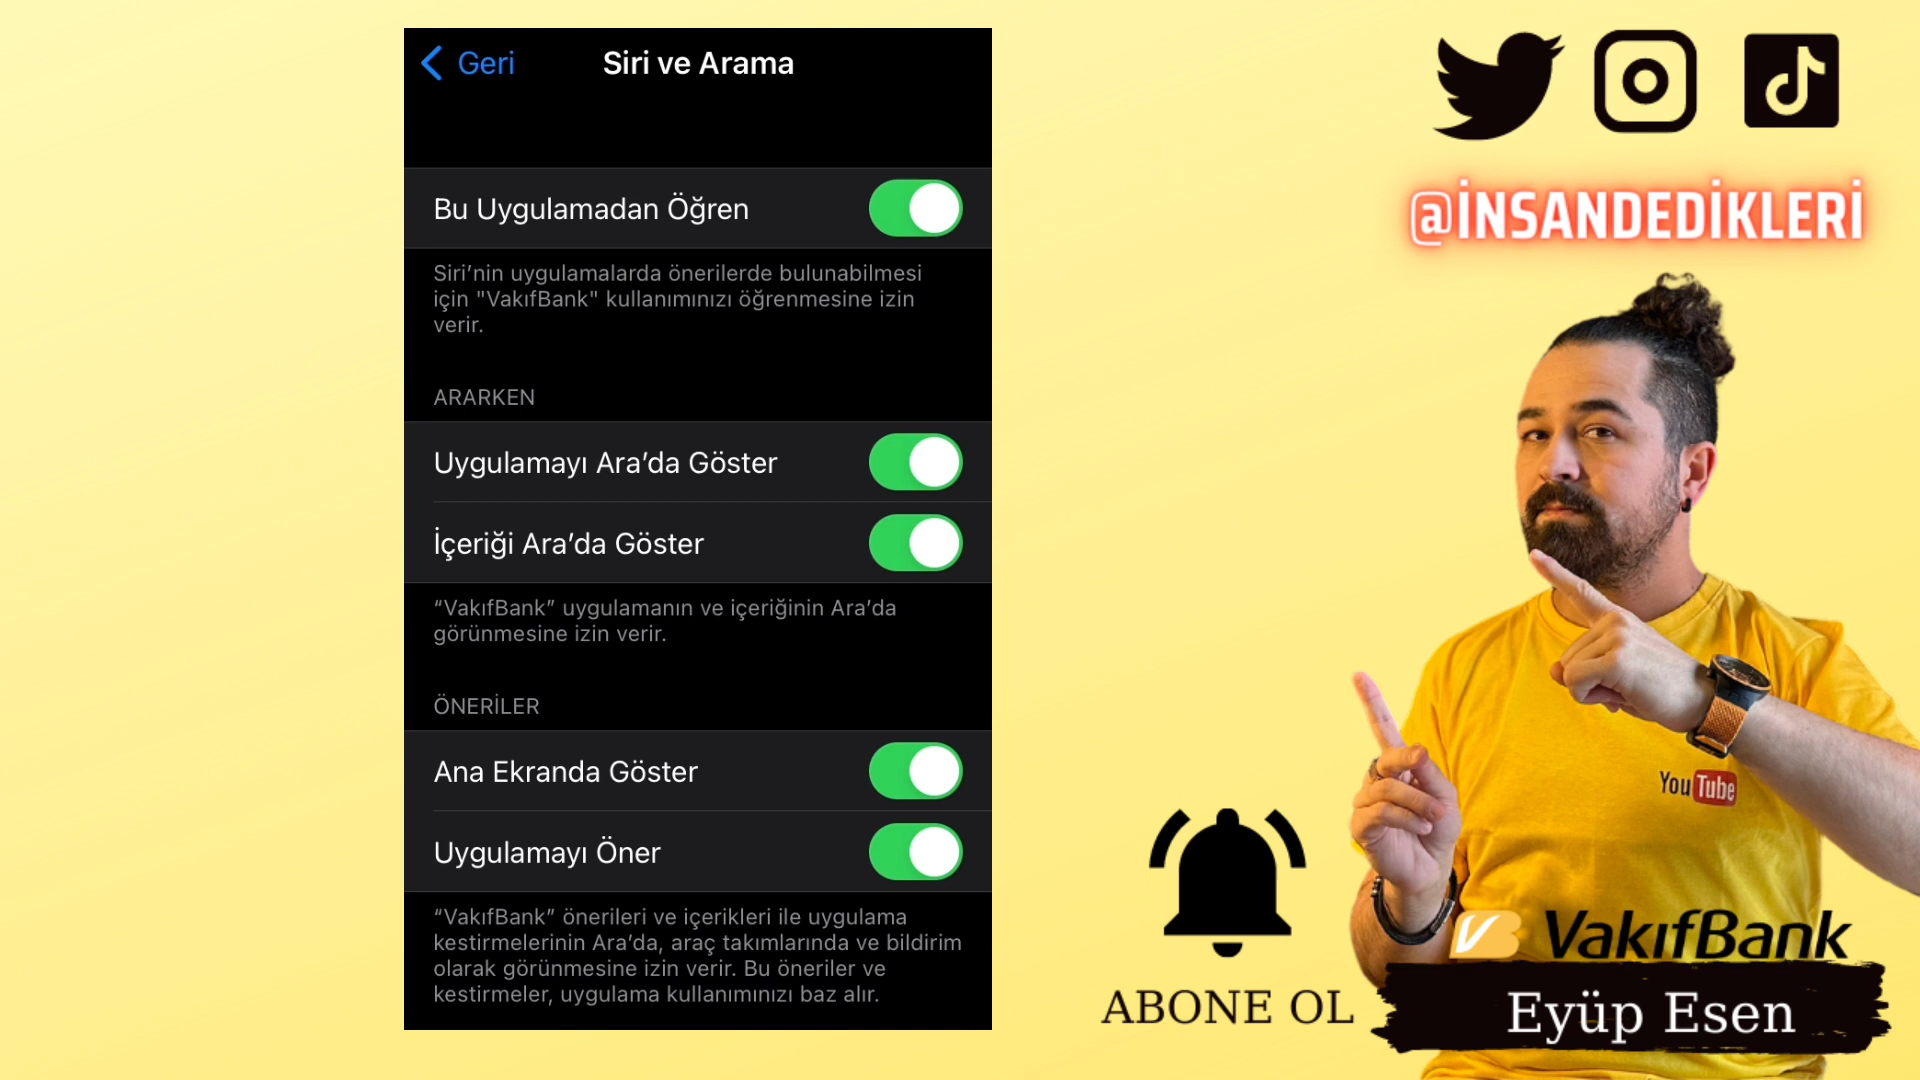 Geri
Siri ve Arama
Bu Uygulamadan Öğren
Siri’nin uygulamalarda önerilerde bulunabilmesi
için "VakıfBank" kullanımınızı öğrenmesine izin
verir.
ARARKEN
Uygulamayı Ara’da Göster
İçeriği Ara’da Göster
“VakıfBank” uygulamanın ve içeriğinin Ara’da
görünmesine izin verir.
ÖNERİLER
Ana Ekranda Göster
Uygulamayı Öner
“VakıfBank” önerileri ve içerikleri ile uygulama
kestirmelerinin Ara’da, araç takımlarında ve bildirim
olarak görünmesine izin verir. Bu öneriler ve
kestirmeler, uygulama kullanımınızı baz alır.
@İNSANDEDİKLERİ
YouTube
ABONE OL
VakıfBank
Eyüp Esen